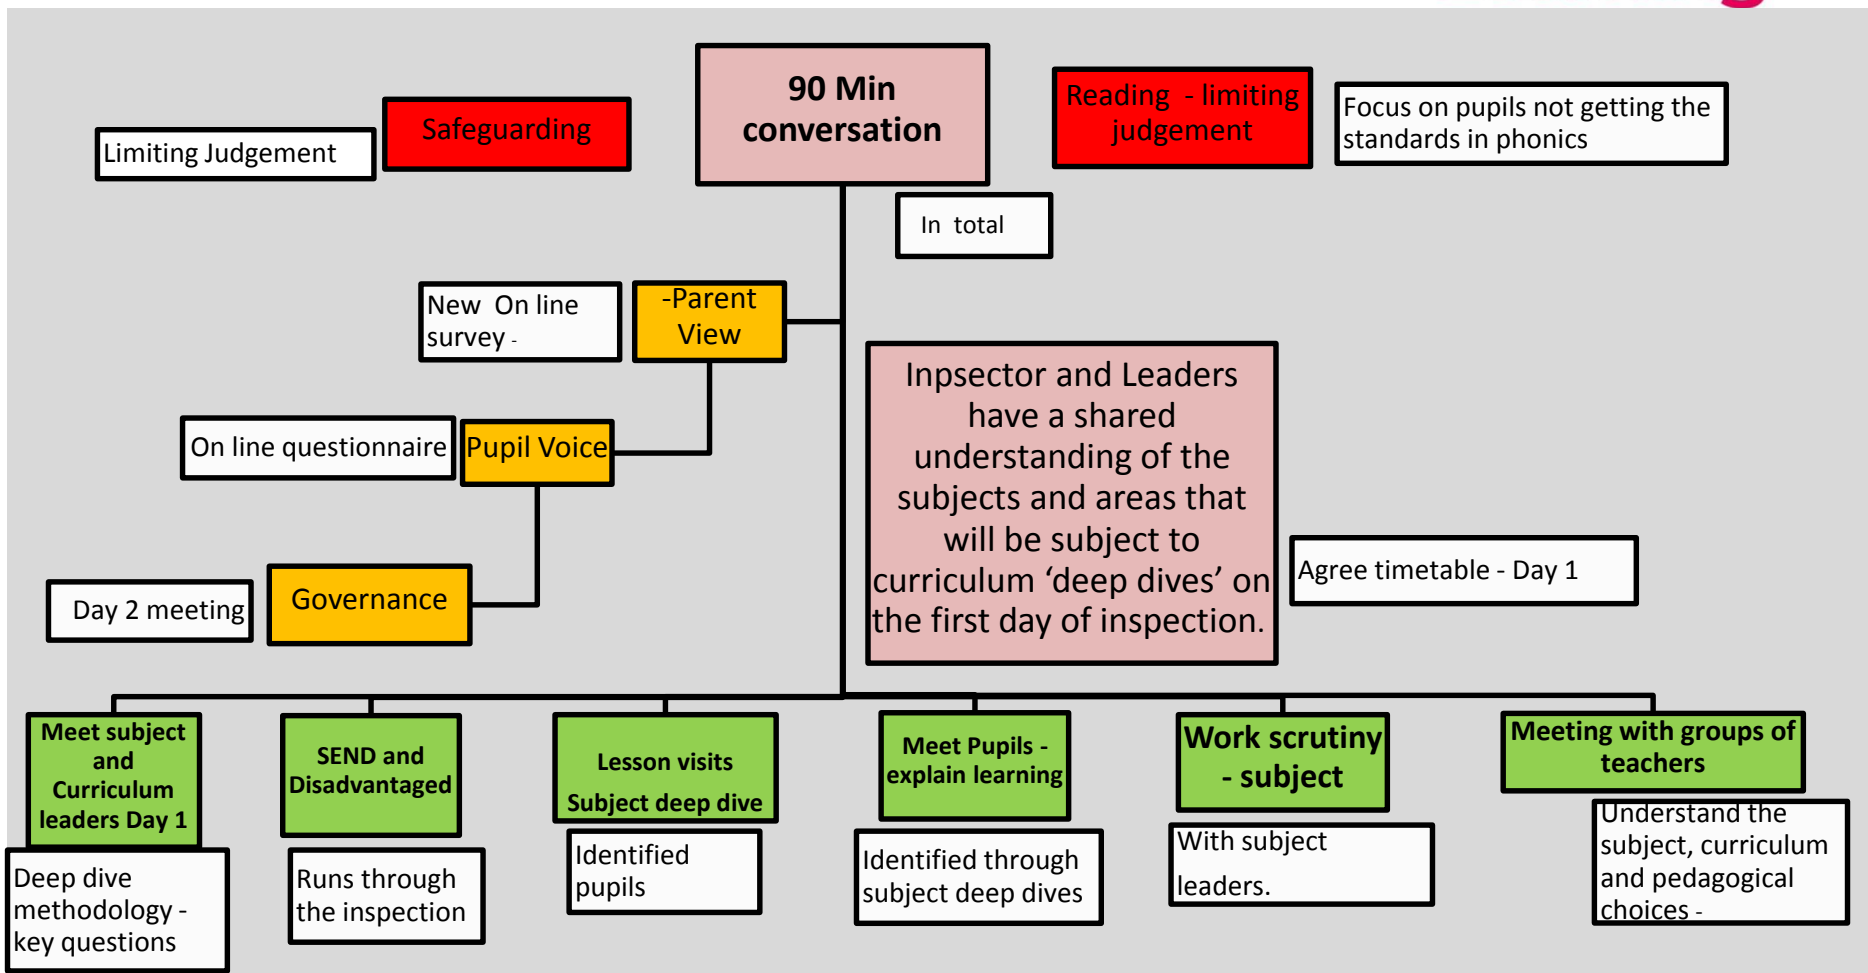 90 Min
conversation
Safeguarding
Limiting Judgement
Reading - limiting
judgement
Focus on pupils not getting the
standards in phonics
In total
New On line
survey -
-Parent
View
On line questionnaire
Pupil Voice
Day 2 meeting
Governance
Inpsector and Leaders
have a shared
understanding of the
subjects and areas that
will be subject to
curriculum ‘deep dives’ on
the first day of inspection.
Agree timetable - Day 1
Meet subject
and
Curriculum
leaders Day 1
Deep dive
methodology -
key questions
SEND and
Disadvantaged
Runs through
the inspection
Lesson visits
Subject deep dive
Identified
pupils
Meet Pupils -
explain learning
Identified through
subject deep dives
Work scrutiny
- subject
With subject
leaders.
Meeting with groups of
teachers
Understand the
subject, curriculum
and pedagogical
choices -